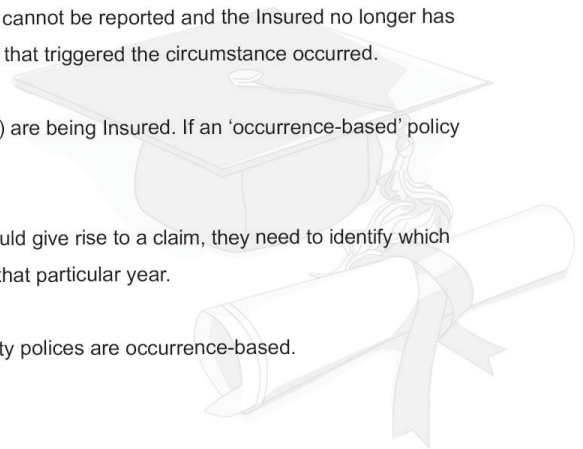 cannot be reported and the Insured no longer has
that triggered the circumstance occurred.
) are being Insured. If an ‘occurrence-based’ policy
uld give rise to a claim, they need to identify which
that particular year.
ty polices are occurrence-based.